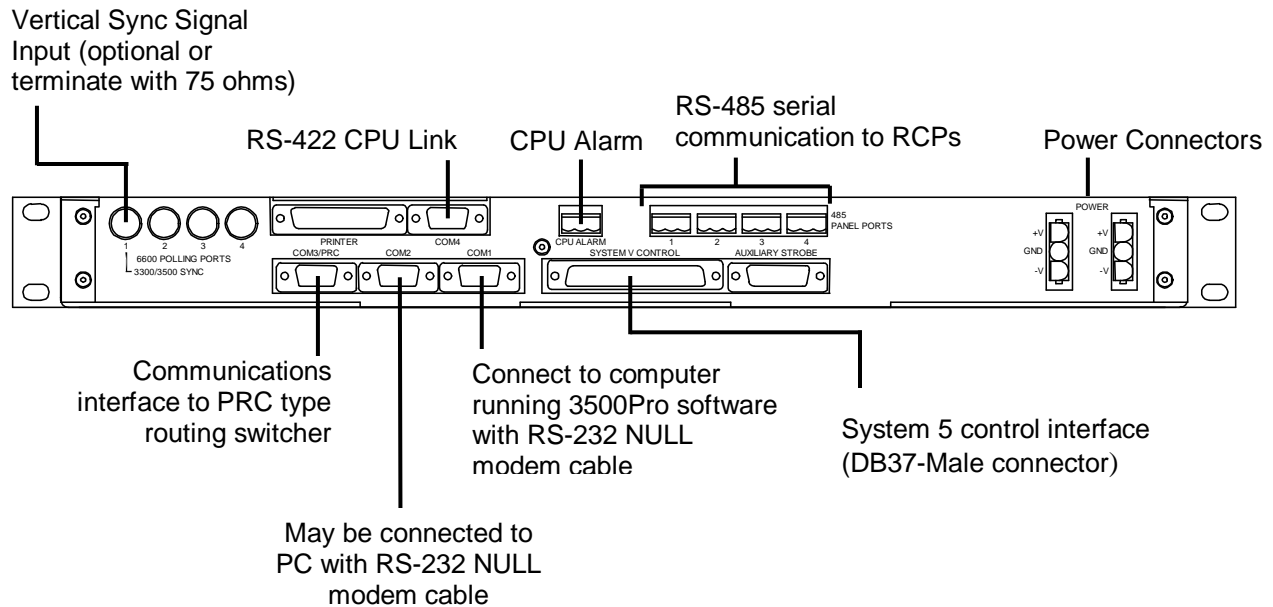 Vertical Sync Signal
Input (optional or
terminate with 75 ohms)
RS-422 CPU Link
CPU Alarm
RS-485 serial
communication to RCPs
Power Connectors
1
2
3
4
6600 POLLING PORTS
3300/3500 SYNC
PRINTER
COM4
COM3/PRC
COM2
COM1
CPU ALARM
1
2
3
4
485
PANEL PORTS
SYSTEM V CONTROL
AUXILIARY STROBE
POWER
+V
GND
-V
+V
GND
-V
Communications
interface to PRC type
routing switcher
May be connected to
PC with RS-232 NULL
modem cable
Connect to computer
running 3500Pro software
with RS-232 NULL
modem cable
System 5 control interface
(DB37-Male connector)